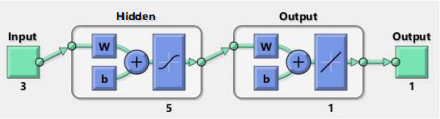 Hidden Output
Input Output
W W
b b
3 5 1 1